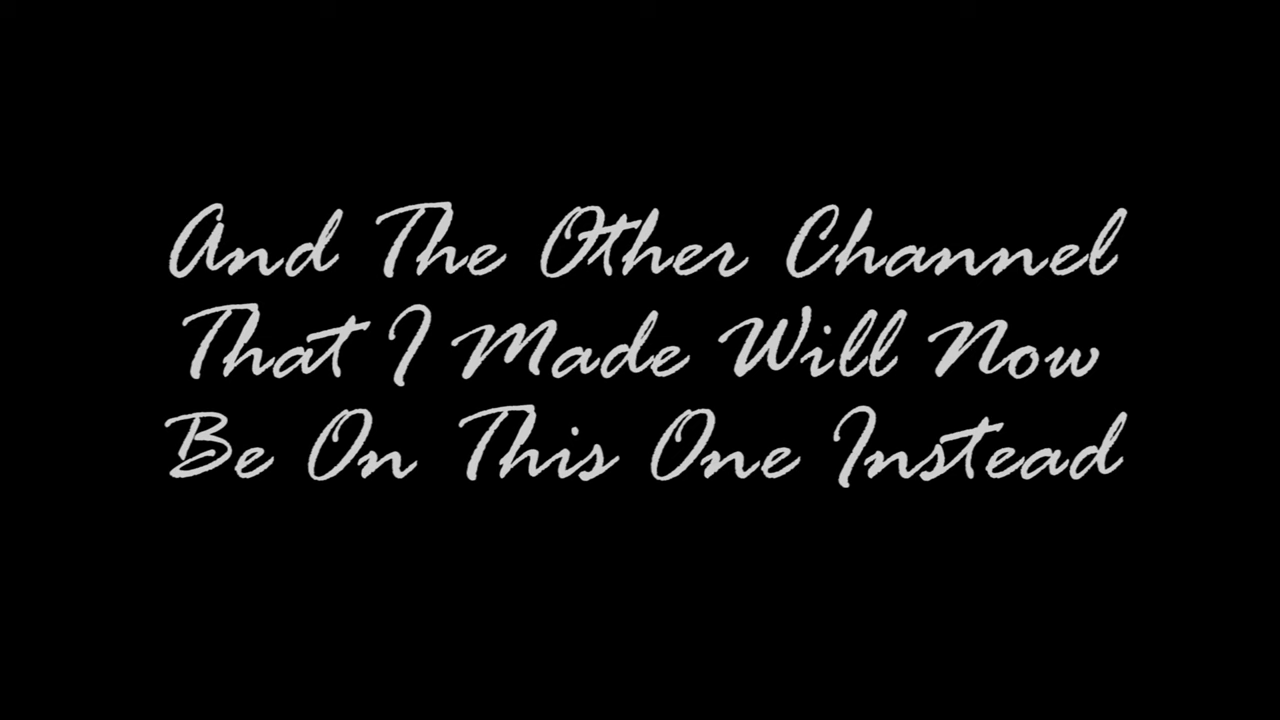 And The Other Channel
That I Made Will Now
Be On This One Instead